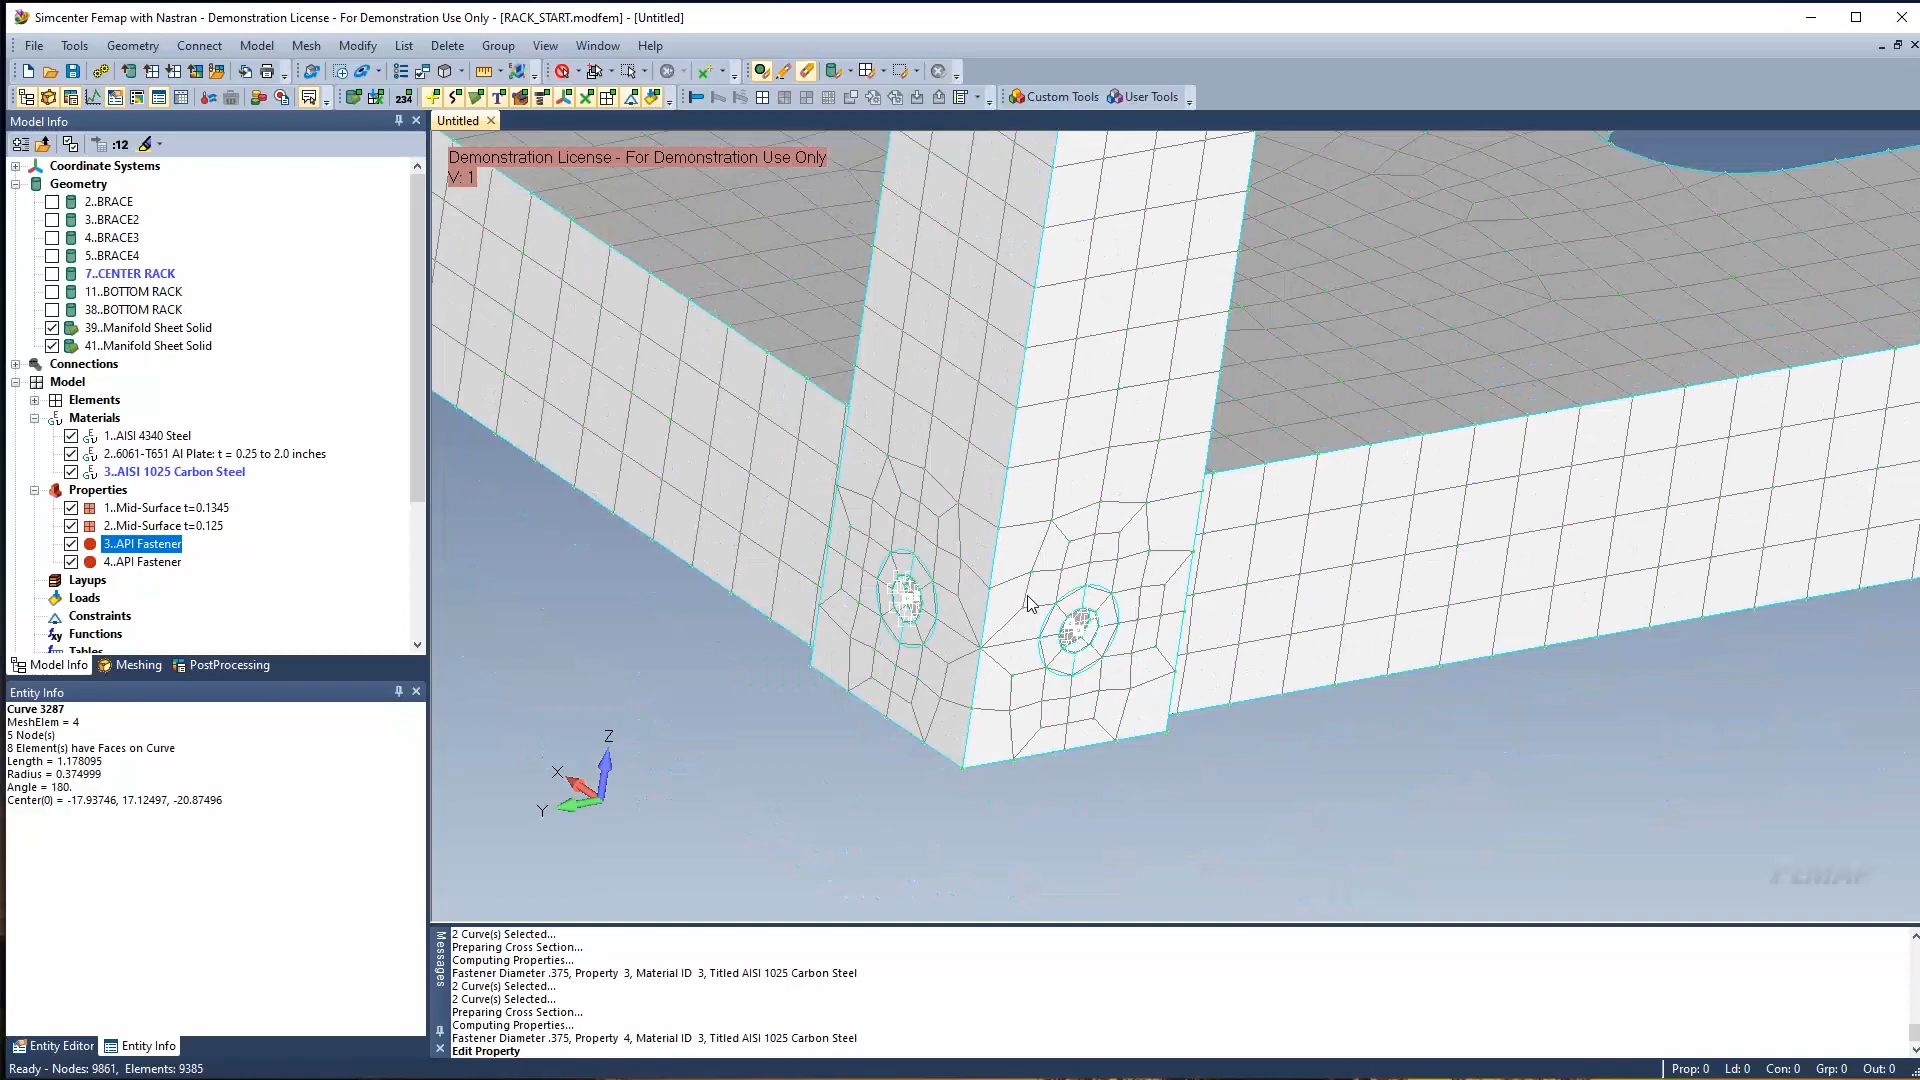 Simcenter Femap with Nastran - Demonstration License - For Demonstration Use Only - [RACK_START.modfem] - [Untitled]
File Tools Geometry Connect Model Mesh Modify List Delete Group View Window Help
234 Custom Tools User Tools
Model Info
Untitled
:12
Demonstration License - For Demonstration Use Only
V: 1
Coordinate Systems
Geometry
2..BRACE
3..BRACE2
4..BRACE3
5..BRACE4
7..CENTER RACK
11..BOTTOM RACK
38..BOTTOM RACK
39..Manifold Sheet Solid
41..Manifold Sheet Solid
Connections
Model
Elements
Materials
1..AISI 4340 Steel
2..6061-T651 Al Plate: t = 0.25 to 2.0 inches
3..AISI 1025 Carbon Steel
Properties
1..Mid-Surface t=0.1345
2..Mid-Surface t=0.125
3..API Fastener
4..API Fastener
Layups
Loads
Constraints
Functions
Tables
Model Info Meshing PostProcessing
Entity Info
Curve 3287
MeshElem = 4
5 Node(s)
8 Element(s) have Faces on Curve
Length = 1.178095
Radius = 0.374999
Angle = 180.
Center(0) = -17.93746, 17.12497, -20.87496
Z
X
Y
FEMAP
Messages
2 Curve(s) Selected...
Preparing Cross Section...
Computing Properties...
Fastener Diameter .375, Property 3, Material ID 3, Titled AISI 1025 Carbon Steel
2 Curve(s) Selected...
2 Curve(s) Selected...
Preparing Cross Section...
Computing Properties...
Fastener Diameter .375, Property 4, Material ID 3, Titled AISI 1025 Carbon Steel
Edit Property
Entity Editor Entity Info
Ready - Nodes: 9861, Elements: 9385
Prop: 0 Ld: 0 Con: 0 Grp: 0 Out: 0